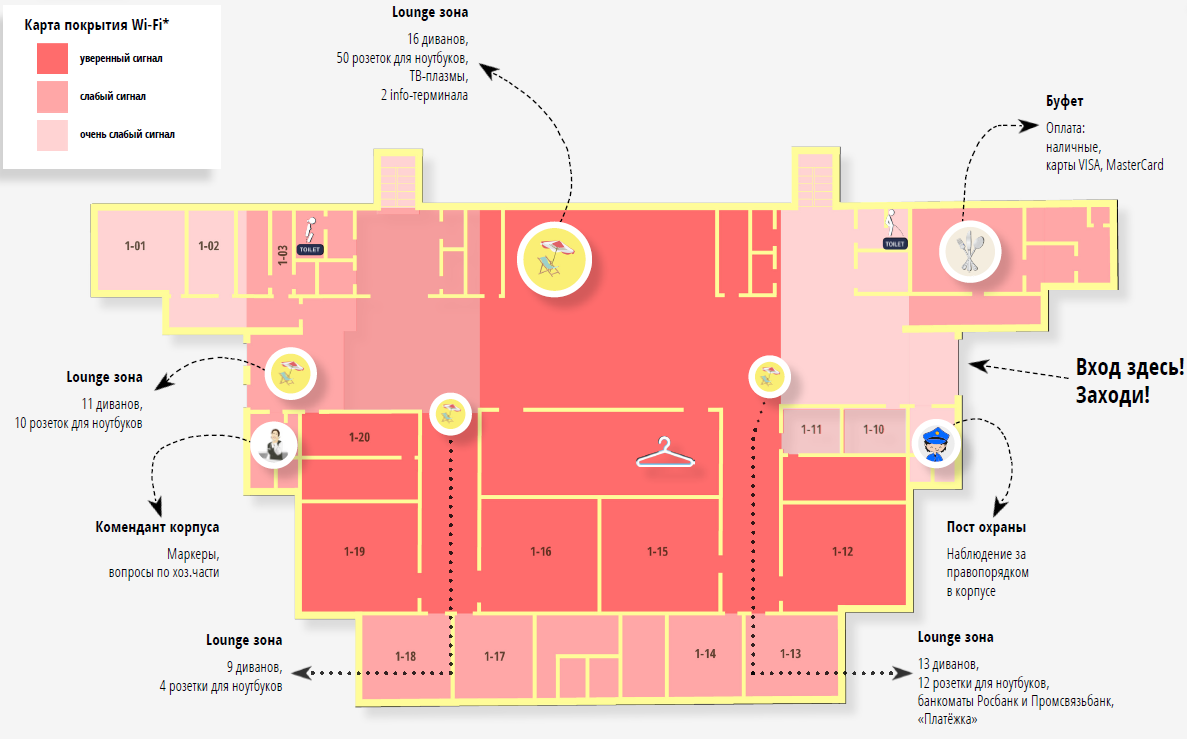 Карта покрытия Wi-Fi*
уверенный сигнал
слабый сигнал
очень слабый сигнал
Lounge зона
16 диванов,
50 розеток для ноутбуков,
ТВ-плазмы,
2 info-терминала
Буфет
Оплата:
наличные,
карты VISA, MasterCard
1-01
1-02
1-03
TOILET
TOILET
Вход здесь!
Заходи!
Lounge зона
11 диванов,
10 розеток для ноутбуков
1-20
1-11
1-10
Комендант корпуса
Маркеры,
вопросы по хоз.части
Пост охраны
Наблюдение за
правопорядком
в корпусе
1-19
1-16
1-15
1-12
Lounge зона
9 диванов,
4 розетки для ноутбуков
1-18
1-17
1-14
1-13
Lounge зона
13 диванов,
12 розетки для ноутбуков,
банкоматы Росбанк и Промсвязьбанк,
«Платёжка»